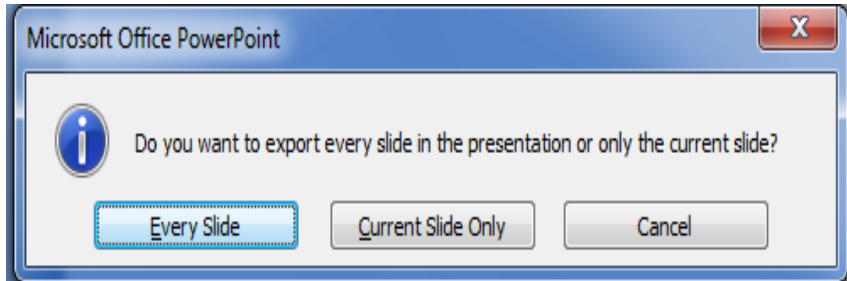 Microsoft Office PowerPoint
Do you want to export every slide in the presentation or only the current slide?
Every Slide
Current Slide Only
Cancel